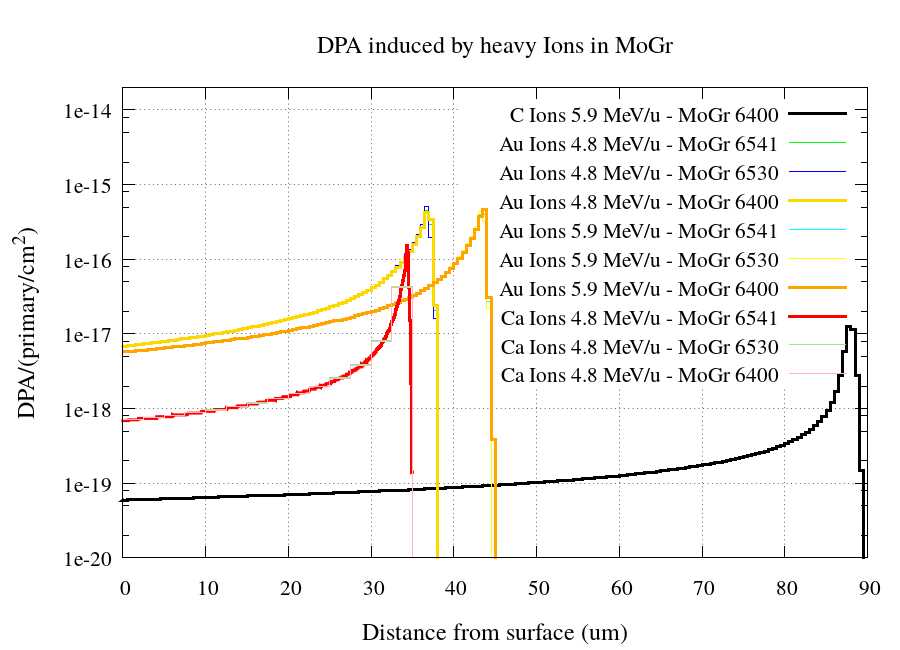 DPA induced by heavy Ions in MoGr
DPA/(primary/cm²)
1e-14
1e-15
1e-16
1e-17
1e-18
1e-19
1e-20
C Ions 5.9 MeV/u - MoGr 6400
Au Ions 4.8 MeV/u - MoGr 6541
Au Ions 4.8 MeV/u - MoGr 6530
Au Ions 4.8 MeV/u - MoGr 6400
Au Ions 5.9 MeV/u - MoGr 6541
Au Ions 5.9 MeV/u - MoGr 6530
Au Ions 5.9 MeV/u - MoGr 6400
Ca Ions 4.8 MeV/u - MoGr 6541
Ca Ions 4.8 MeV/u - MoGr 6530
Ca Ions 4.8 MeV/u - MoGr 6400
0 10 20 30 40 50 60 70 80 90
Distance from surface (um)